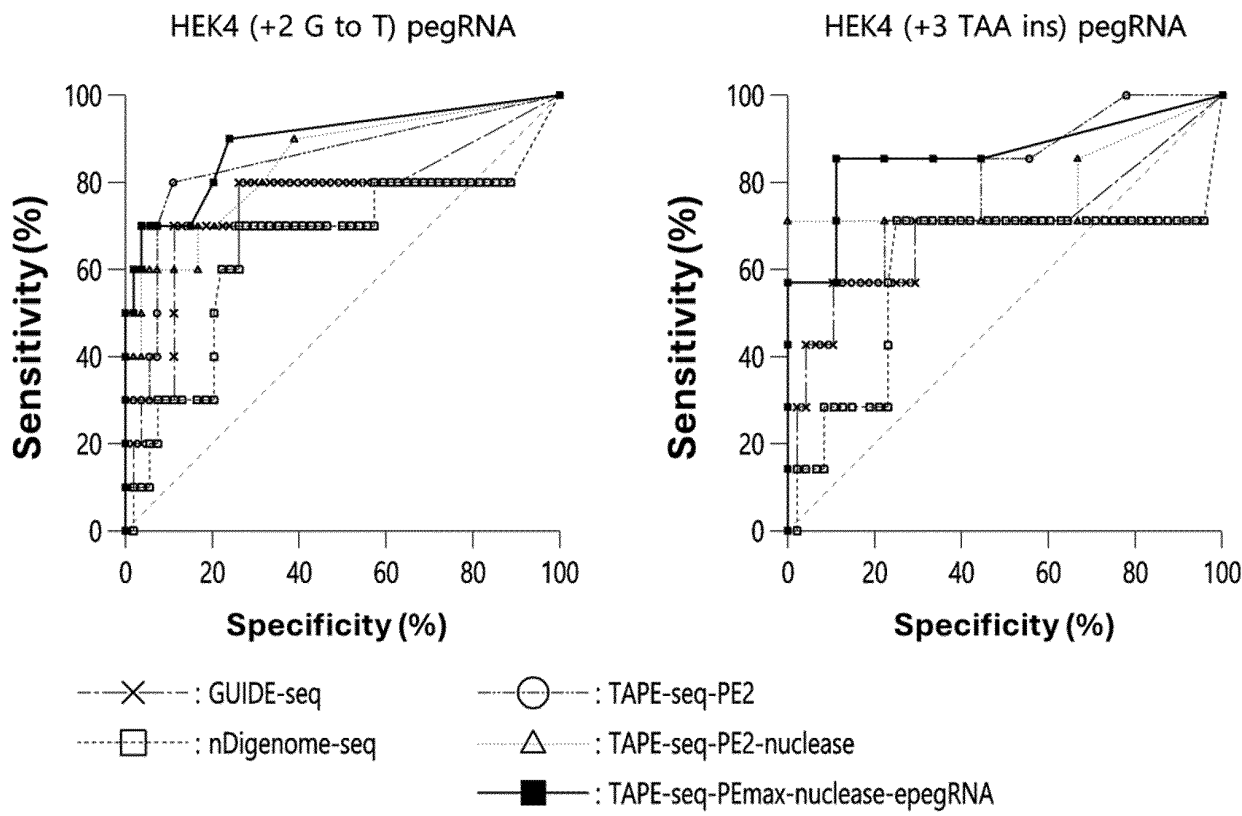 HEK4 (+2 G to T) pegRNA
HEK4 (+3 TAA ins) pegRNA
Sensitivity (%)
100
80
60
40
20
0
0 20 40 60 80 100
Specificity (%)
Sensitivity (%)
100
80
60
40
20
0
0 20 40 60 80 100
Specificity (%)
: GUIDE-seq
: TAPE-seq-PE2
: nDigenome-seq
: TAPE-seq-PE2-nuclease
: TAPE-seq-PEmax-nuclease-epegRNA